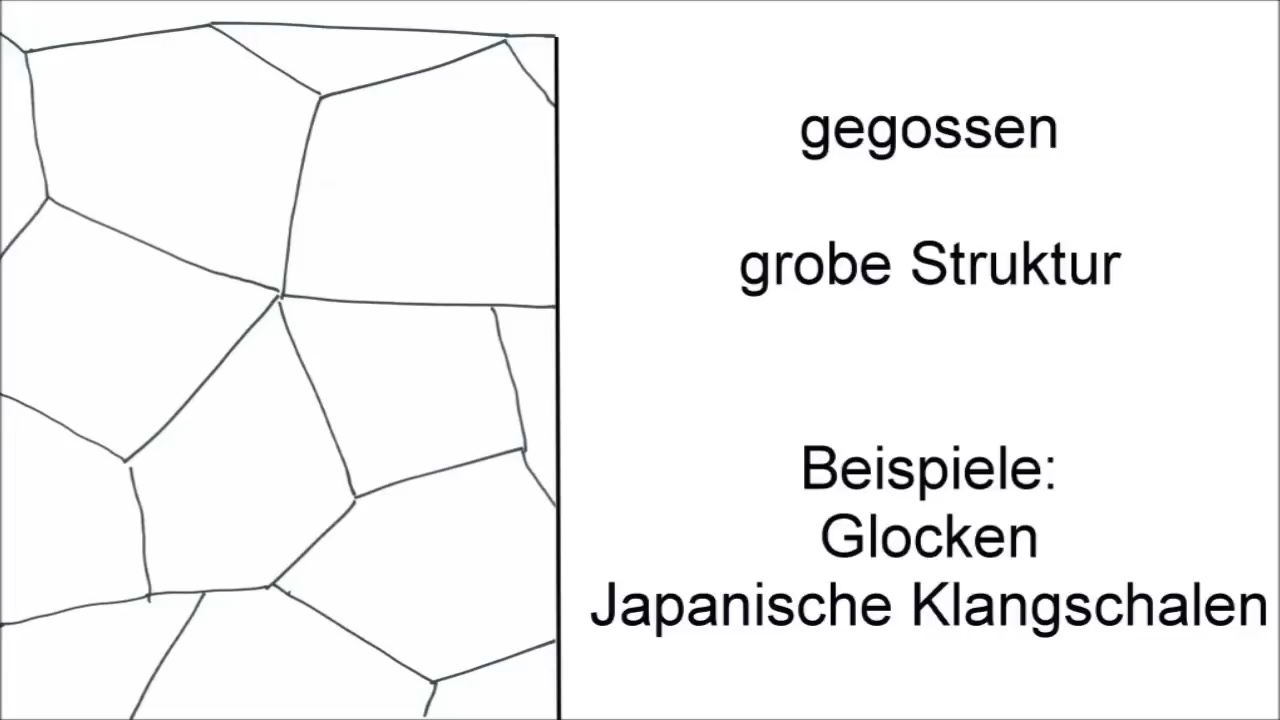 gegossen
grobe Struktur
Beispiele:
Glocken
Japanische Klangschalen